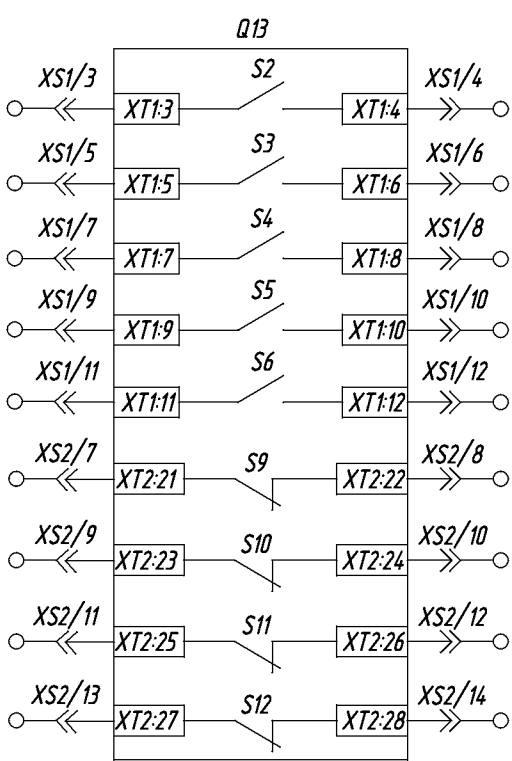 Q13
XS1/3 S2 XS1/4
XT1:3 XT1:4
XS1/5 S3 XS1/6
XT1:5 XT1:6
XS1/7 S4 XS1/8
XT1:7 XT1:8
XS1/9 S5 XS1/10
XT1:9 XT1:10
XS1/11 S6 XS1/12
XT1:11 XT1:12
XS2/7 S9 XS2/8
XT2:21 XT2:22
XS2/9 S10 XS2/10
XT2:23 XT2:24
XS2/11 S11 XS2/12
XT2:25 XT2:26
XS2/13 S12 XS2/14
XT2:27 XT2:28